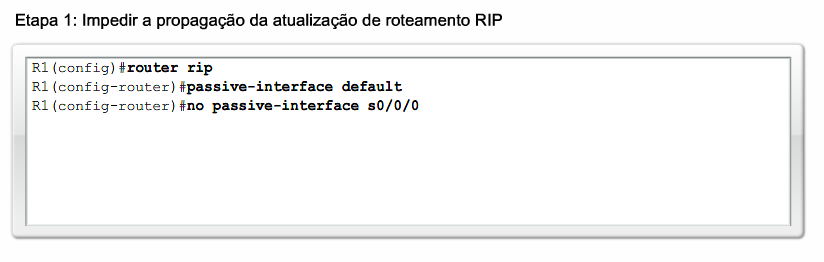 Etapa 1: Impedir a propagação da atualização de roteamento RIP
R1(config)#router rip
R1(config-router)#passive-interface default
R1(config-router)#no passive-interface s0/0/0